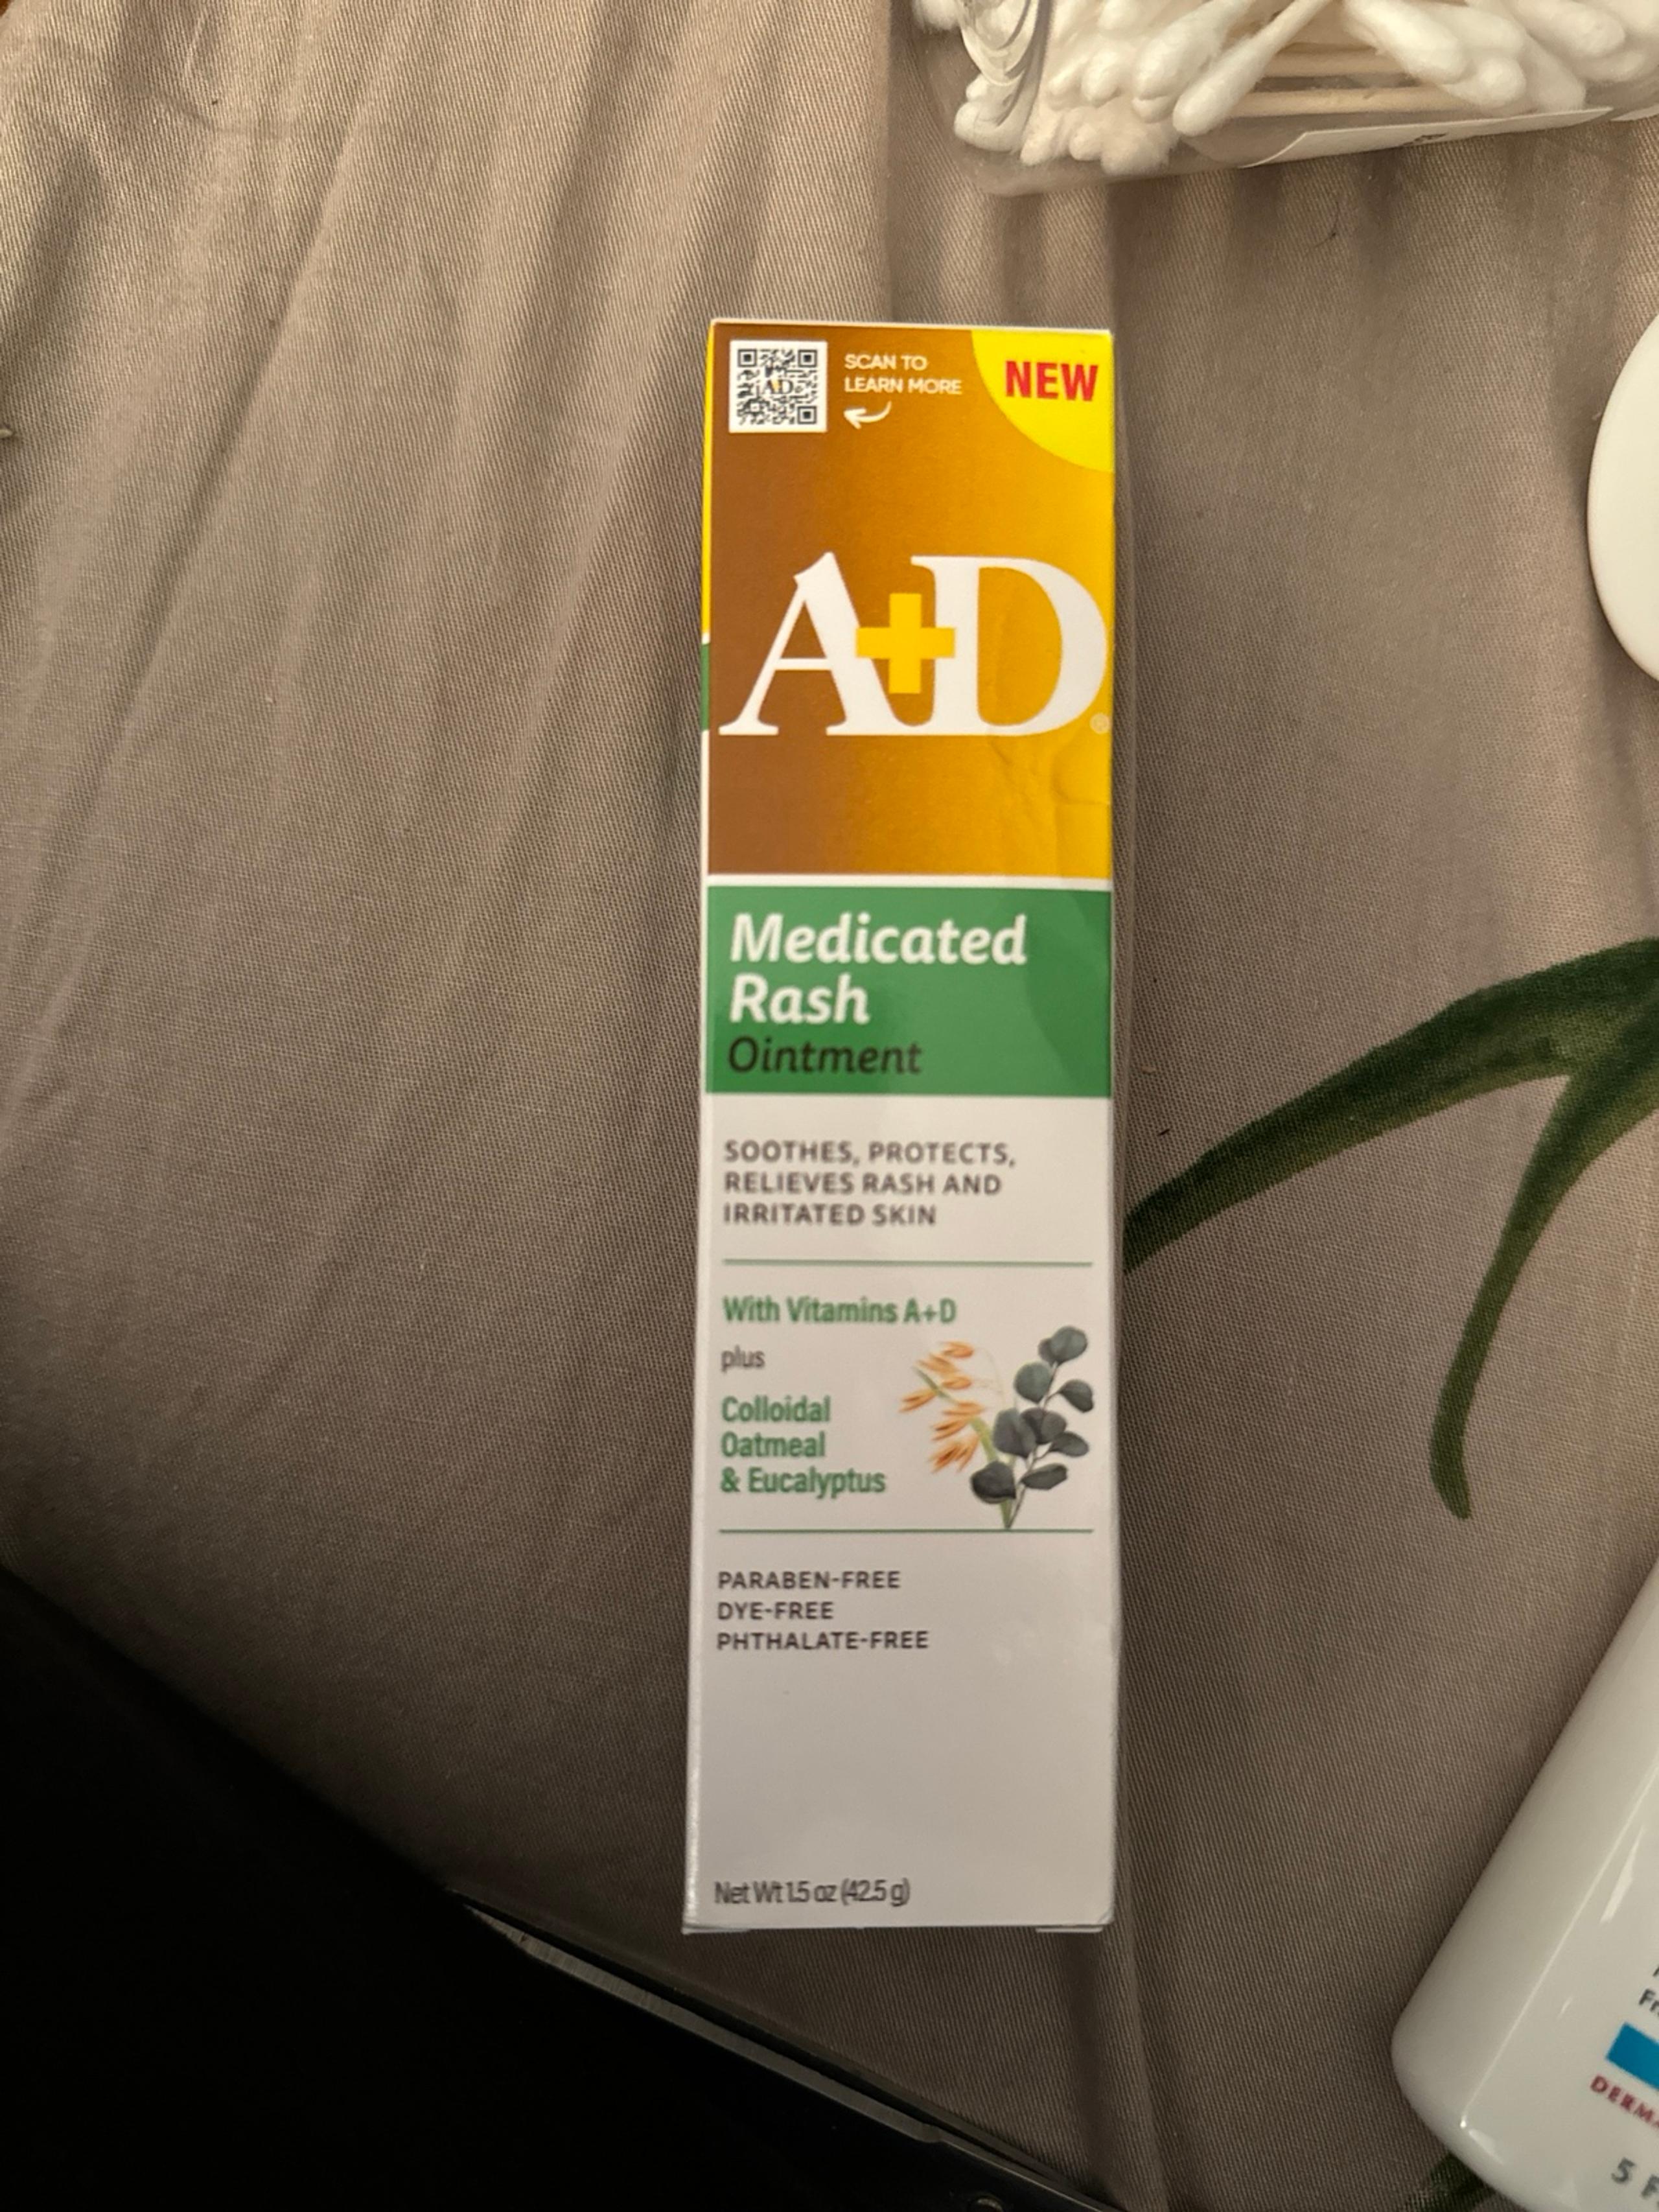 SCAN TO
LEARN MORE
NEW
A+D®
Medicated
Rash
Ointment
SOOTHES, PROTECTS,
RELIEVES RASH AND
IRRITATED SKIN
With Vitamins A+D
plus
Colloidal
Oatmeal
& Eucalyptus
PARABEN-FREE
DYE-FREE
PHTHALATE-FREE
Net Wt 1.5 oz (42.5 g)